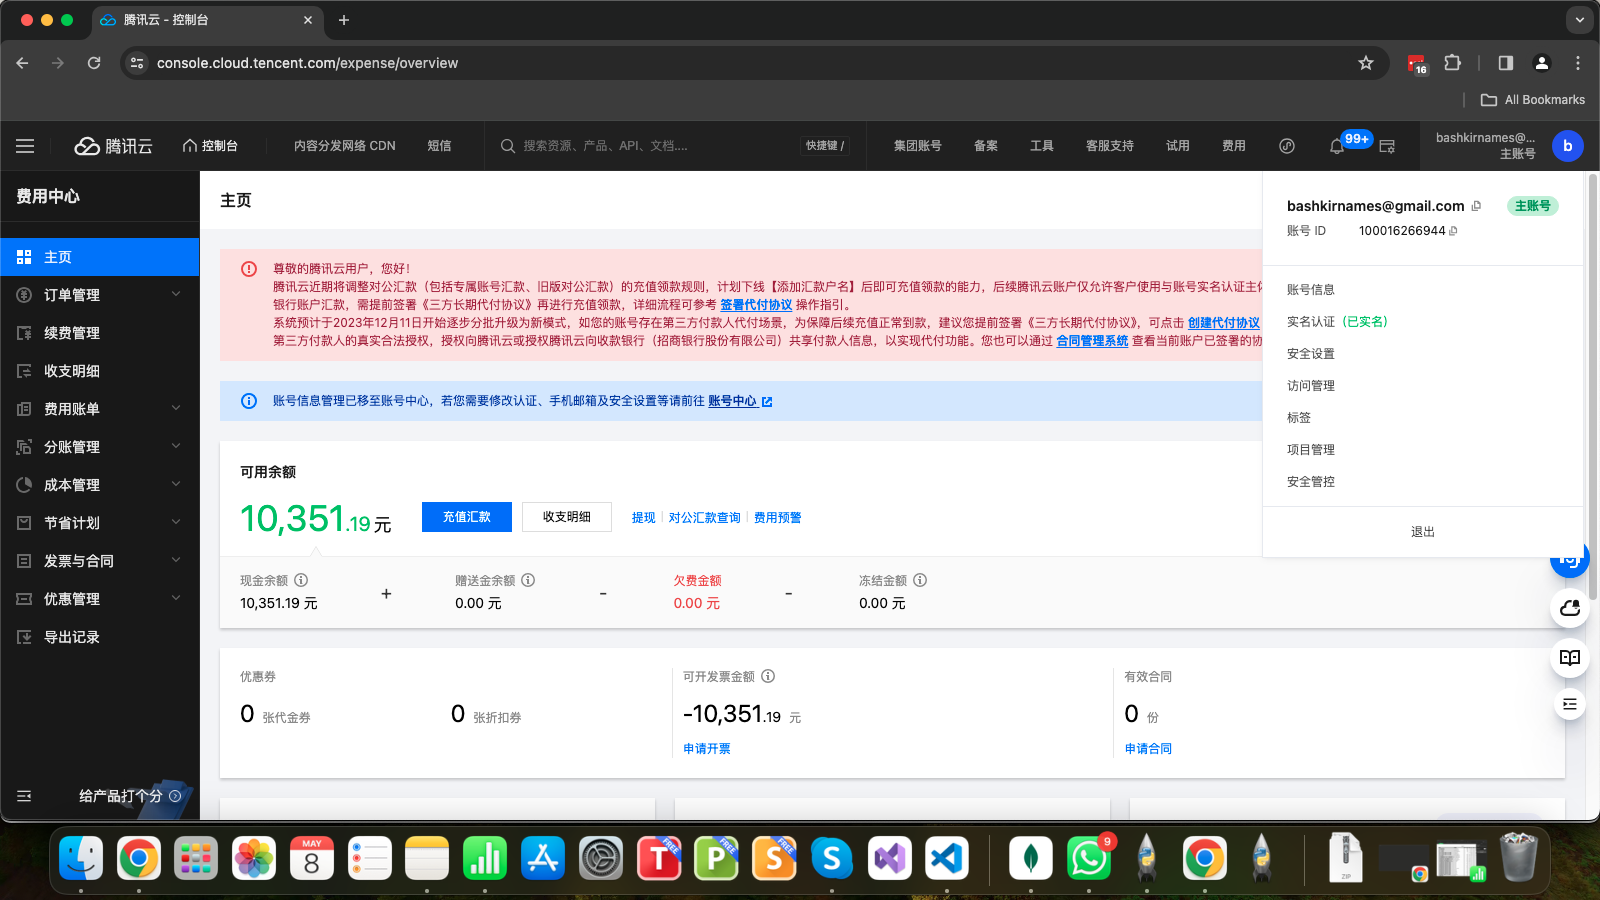 腾讯云 - 控制台
console.cloud.tencent.com/expense/overview
16
All Bookmarks
腾讯云
控制台
内容分发网络 CDN
短信
搜索资源、产品、API、文档....
快捷键 /
集团账号
备案
工具
客服支持
试用
费用
99+
bashkirnames@...
主账号
b
费用中心
主页
订单管理
续费管理
收支明细
费用账单
分账管理
成本管理
节省计划
发票与合同
优惠管理
导出记录
给产品打个分
主页
尊敬的腾讯云用户，您好！
腾讯云近期将调整对公汇款（包括专属账号汇款、旧版对公汇款）的充值领款规则，计划下线【添加汇款户名】后即可充值领款的能力，后续腾讯云账户仅允许客户使用与账号实名认证主体
银行账户汇款，需提前签署《三方长期代付协议》再进行充值领款，详细流程可参考 签署代付协议 操作指引。
系统预计于2023年12月11日开始逐步分批升级为新模式，如您的账号存在第三方付款人代付场景，为保障后续充值正常到款，建议您提前签署《三方长期代付协议》，可点击 创建代付协议
第三方付款人的真实合法授权，授权向腾讯云或授权腾讯云向收款银行（招商银行股份有限公司）共享付款人信息，以实现代付功能。您也可以通过 合同管理系统 查看当前账户已签署的协
账号信息管理已移至账号中心，若您需要修改认证、手机邮箱及安全设置等请前往 账号中心
可用余额
10,351.19 元
充值汇款
收支明细
提现
对公汇款查询
费用预警
现金余额
10,351.19 元
+
赠送金余额
0.00 元
-
欠费金额
0.00 元
-
冻结金额
0.00 元
优惠券
0 张代金券
0 张折扣券
可开发票金额
-10,351.19 元
申请开票
有效合同
0 份
申请合同
bashkirnames@gmail.com
主账号
账号 ID
100016266944
账号信息
实名认证（已实名）
安全设置
访问管理
标签
项目管理
安全管控
退出
MAY
8
T
FREE
P
FREE
S
FREE
S
9
ZIP